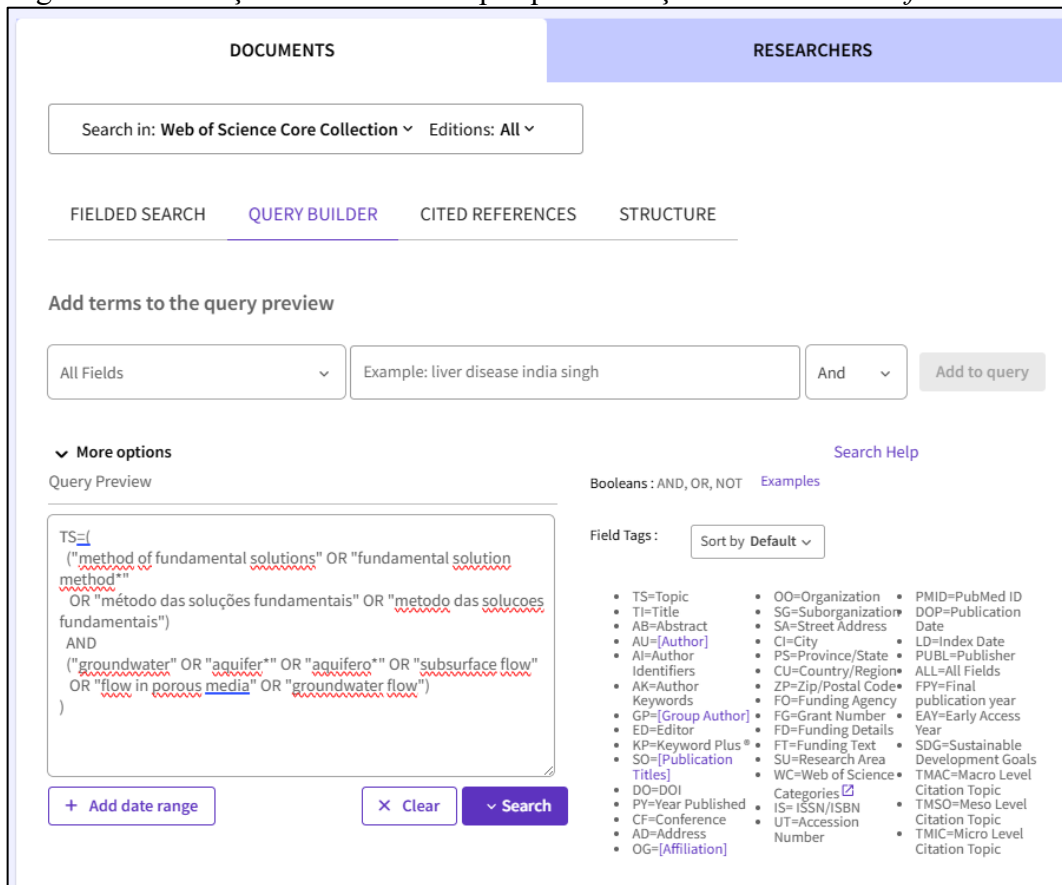 DOCUMENTS RESEARCHERS
Search in: Web of Science Core Collection Editions: All
FIELDED SEARCH QUERY BUILDER CITED REFERENCES STRUCTURE
Add terms to the query preview
All Fields Example: liver disease india singh And Add to query
More options Search Help
Query Preview
Booleans : AND, OR, NOT Examples
TS=(
("method of fundamental solutions" OR "fundamental solution
method*"
OR "método das soluções fundamentais" OR "metodo das solucoes
fundamentais")
AND
("groundwater" OR "aquifer*" OR "aquifero*" OR "subsurface flow"
OR "flow in porous media" OR "groundwater flow")
)
+ Add date range × Clear Search
Field Tags : Sort by Default
• TS=Topic
• TI=Title
• AB=Abstract
• AU=[Author]
• AI=Author
Identifiers
• AK=Author
Keywords
• GP=[Group Author]
• ED=Editor
• KP=Keyword Plus ®
• SO=[Publication
Titles]
• DO=DOI
• PY=Year Published
• CF=Conference
• AD=Address
• OG=[Affiliation]
• OO=Organization
• SG=Suborganization
• SA=Street Address
• CI=City
• PS=Province/State
• CU=Country/Region
• ZP=Zip/Postal Code
• FO=Funding Agency
• FG=Grant Number
• FD=Funding Details
• FT=Funding Text
• SU=Research Area
• WC=Web of Science
Categories
• IS= ISSN/ISBN
• UT=Accession
Number
• PMID=PubMed ID
• DOP=Publication
Date
• LD=Index Date
• PUBL=Publisher
• ALL=All Fields
• FPY=Final
publication year
• EAY=Early Access
Year
• SDG=Sustainable
Development Goals
• TMAC=Macro Level
Citation Topic
• TMSO=Meso Level
Citation Topic
• TMIC=Micro Level
Citation Topic